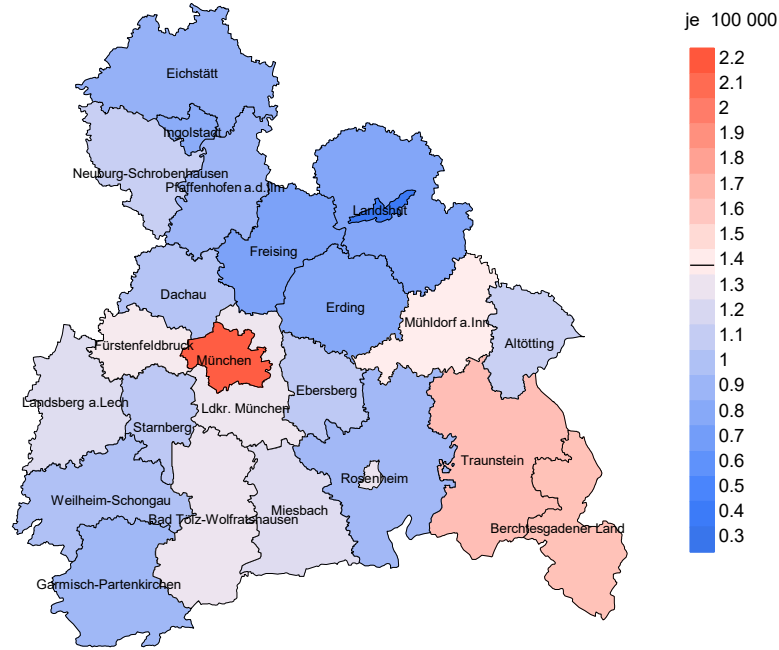 je 100 000
2.2
2.1
2
1.9
1.8
1.7
1.6
1.5
1.4
1.3
1.2
1.1
1
0.9
0.8
0.7
0.6
0.5
0.4
0.3
Eichstätt
Ingolstadt
Neuburg-Schrobenhausen
Pfaffenhofen a.d.Ilm
Landshut
Freising
Dachau
Erding
Mühldorf a.Inn
Altötting
Fürstenfeldbruck
München
Ebersberg
Landsberg a.Lech
Ldkr. München
Starnberg
Traunstein
Rosenheim
Weilheim-Schongau
Miesbach
Bad Tölz-Wolfratshausen
Berchtesgadener Land
Garmisch-Partenkirchen